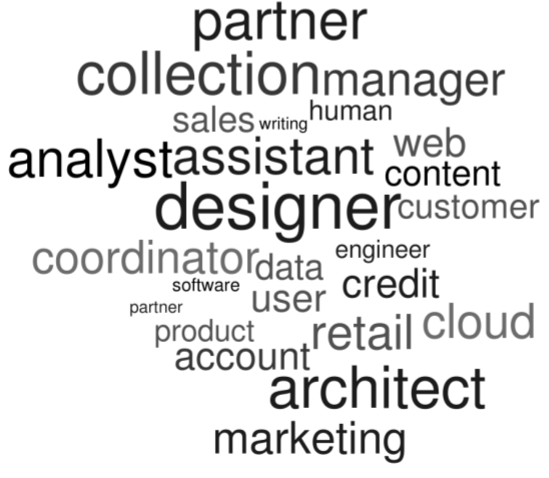 partner
collection manager
sales writing human
analyst assistant web
content
designer customer
coordinator data engineer
software user credit
partner
product retail cloud
account
architect
marketing